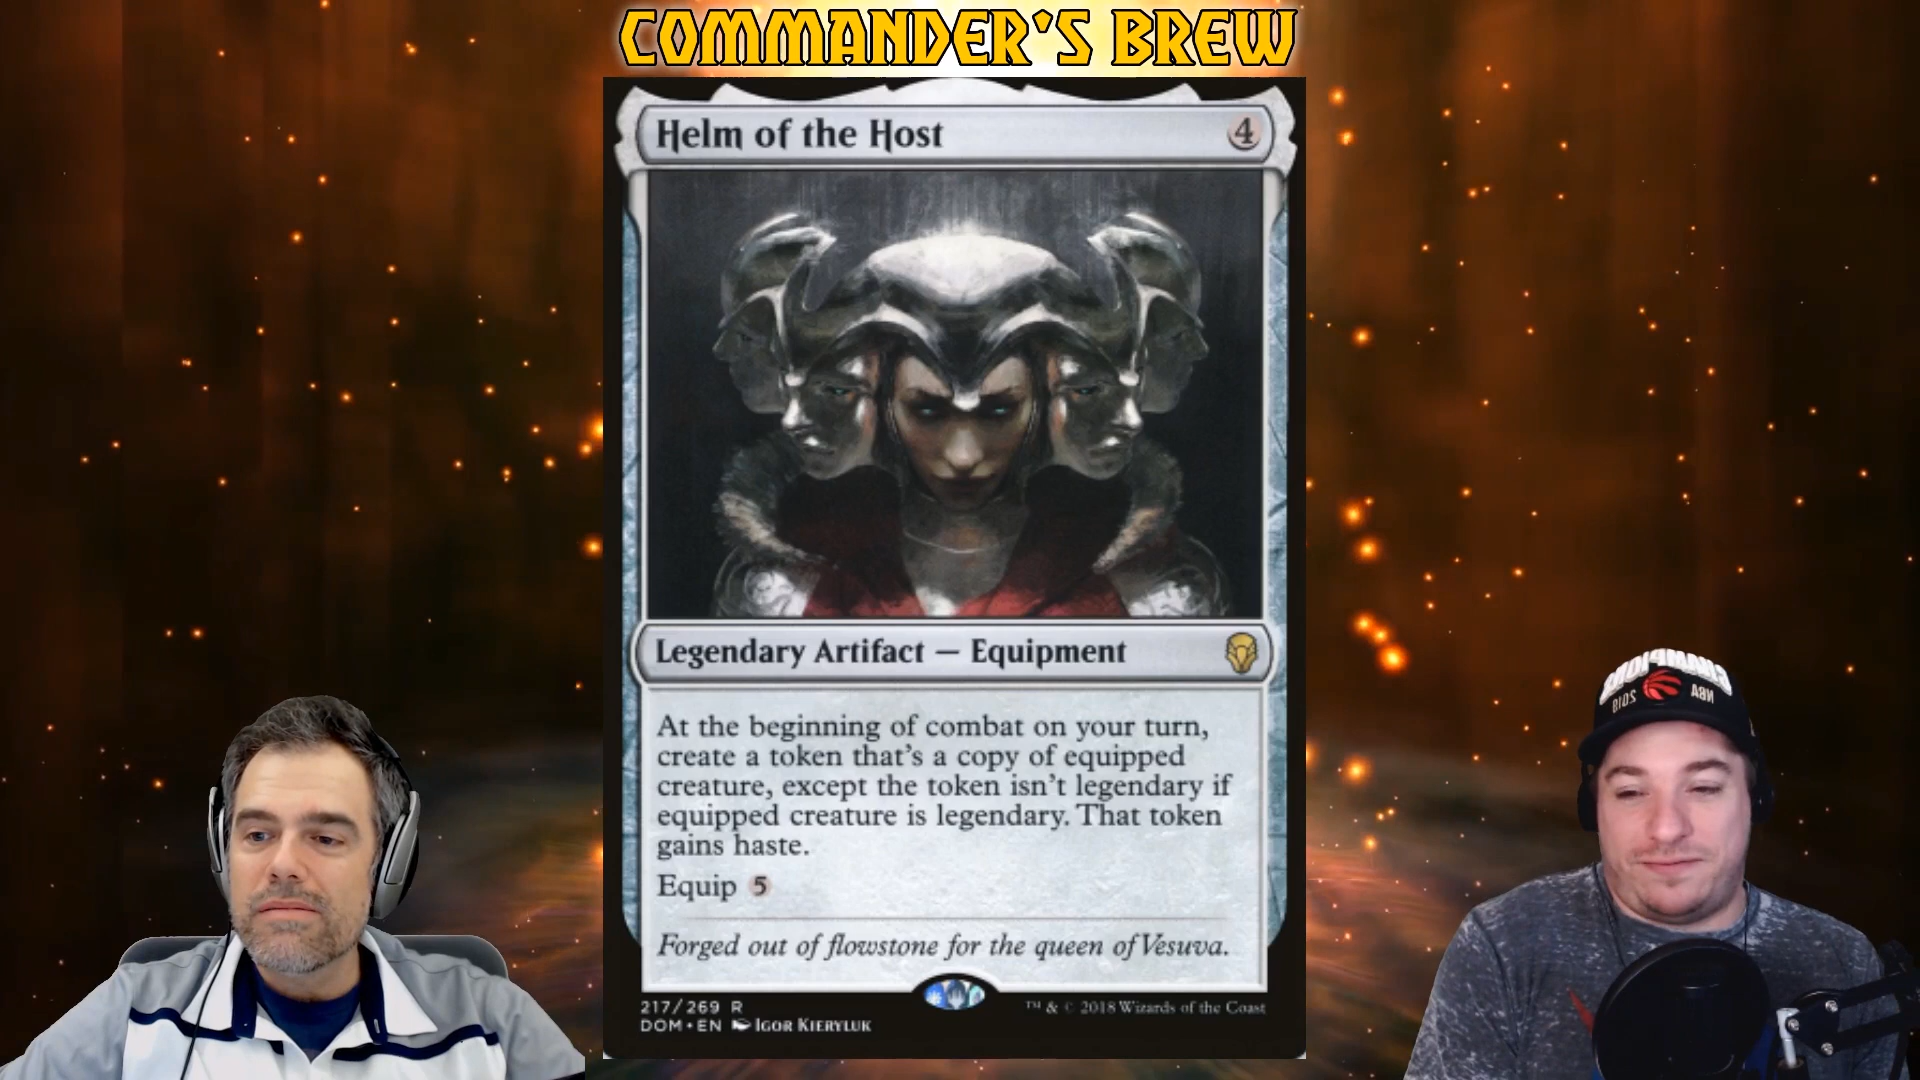 COMMANDER'S BREW
Helm of the Host 4
Legendary Artifact — Equipment
At the beginning of combat on your turn,
create a token that's a copy of equipped
creature, except the token isn't legendary if
equipped creature is legendary. That token
gains haste.
Equip 5
Forged out of flowstone for the queen of Vesuva.
217/269 R
DOM • EN IGOR KIERYLUK
™ & © 2018 Wizards of the Coast
CHAMPIONS
NBA 2019